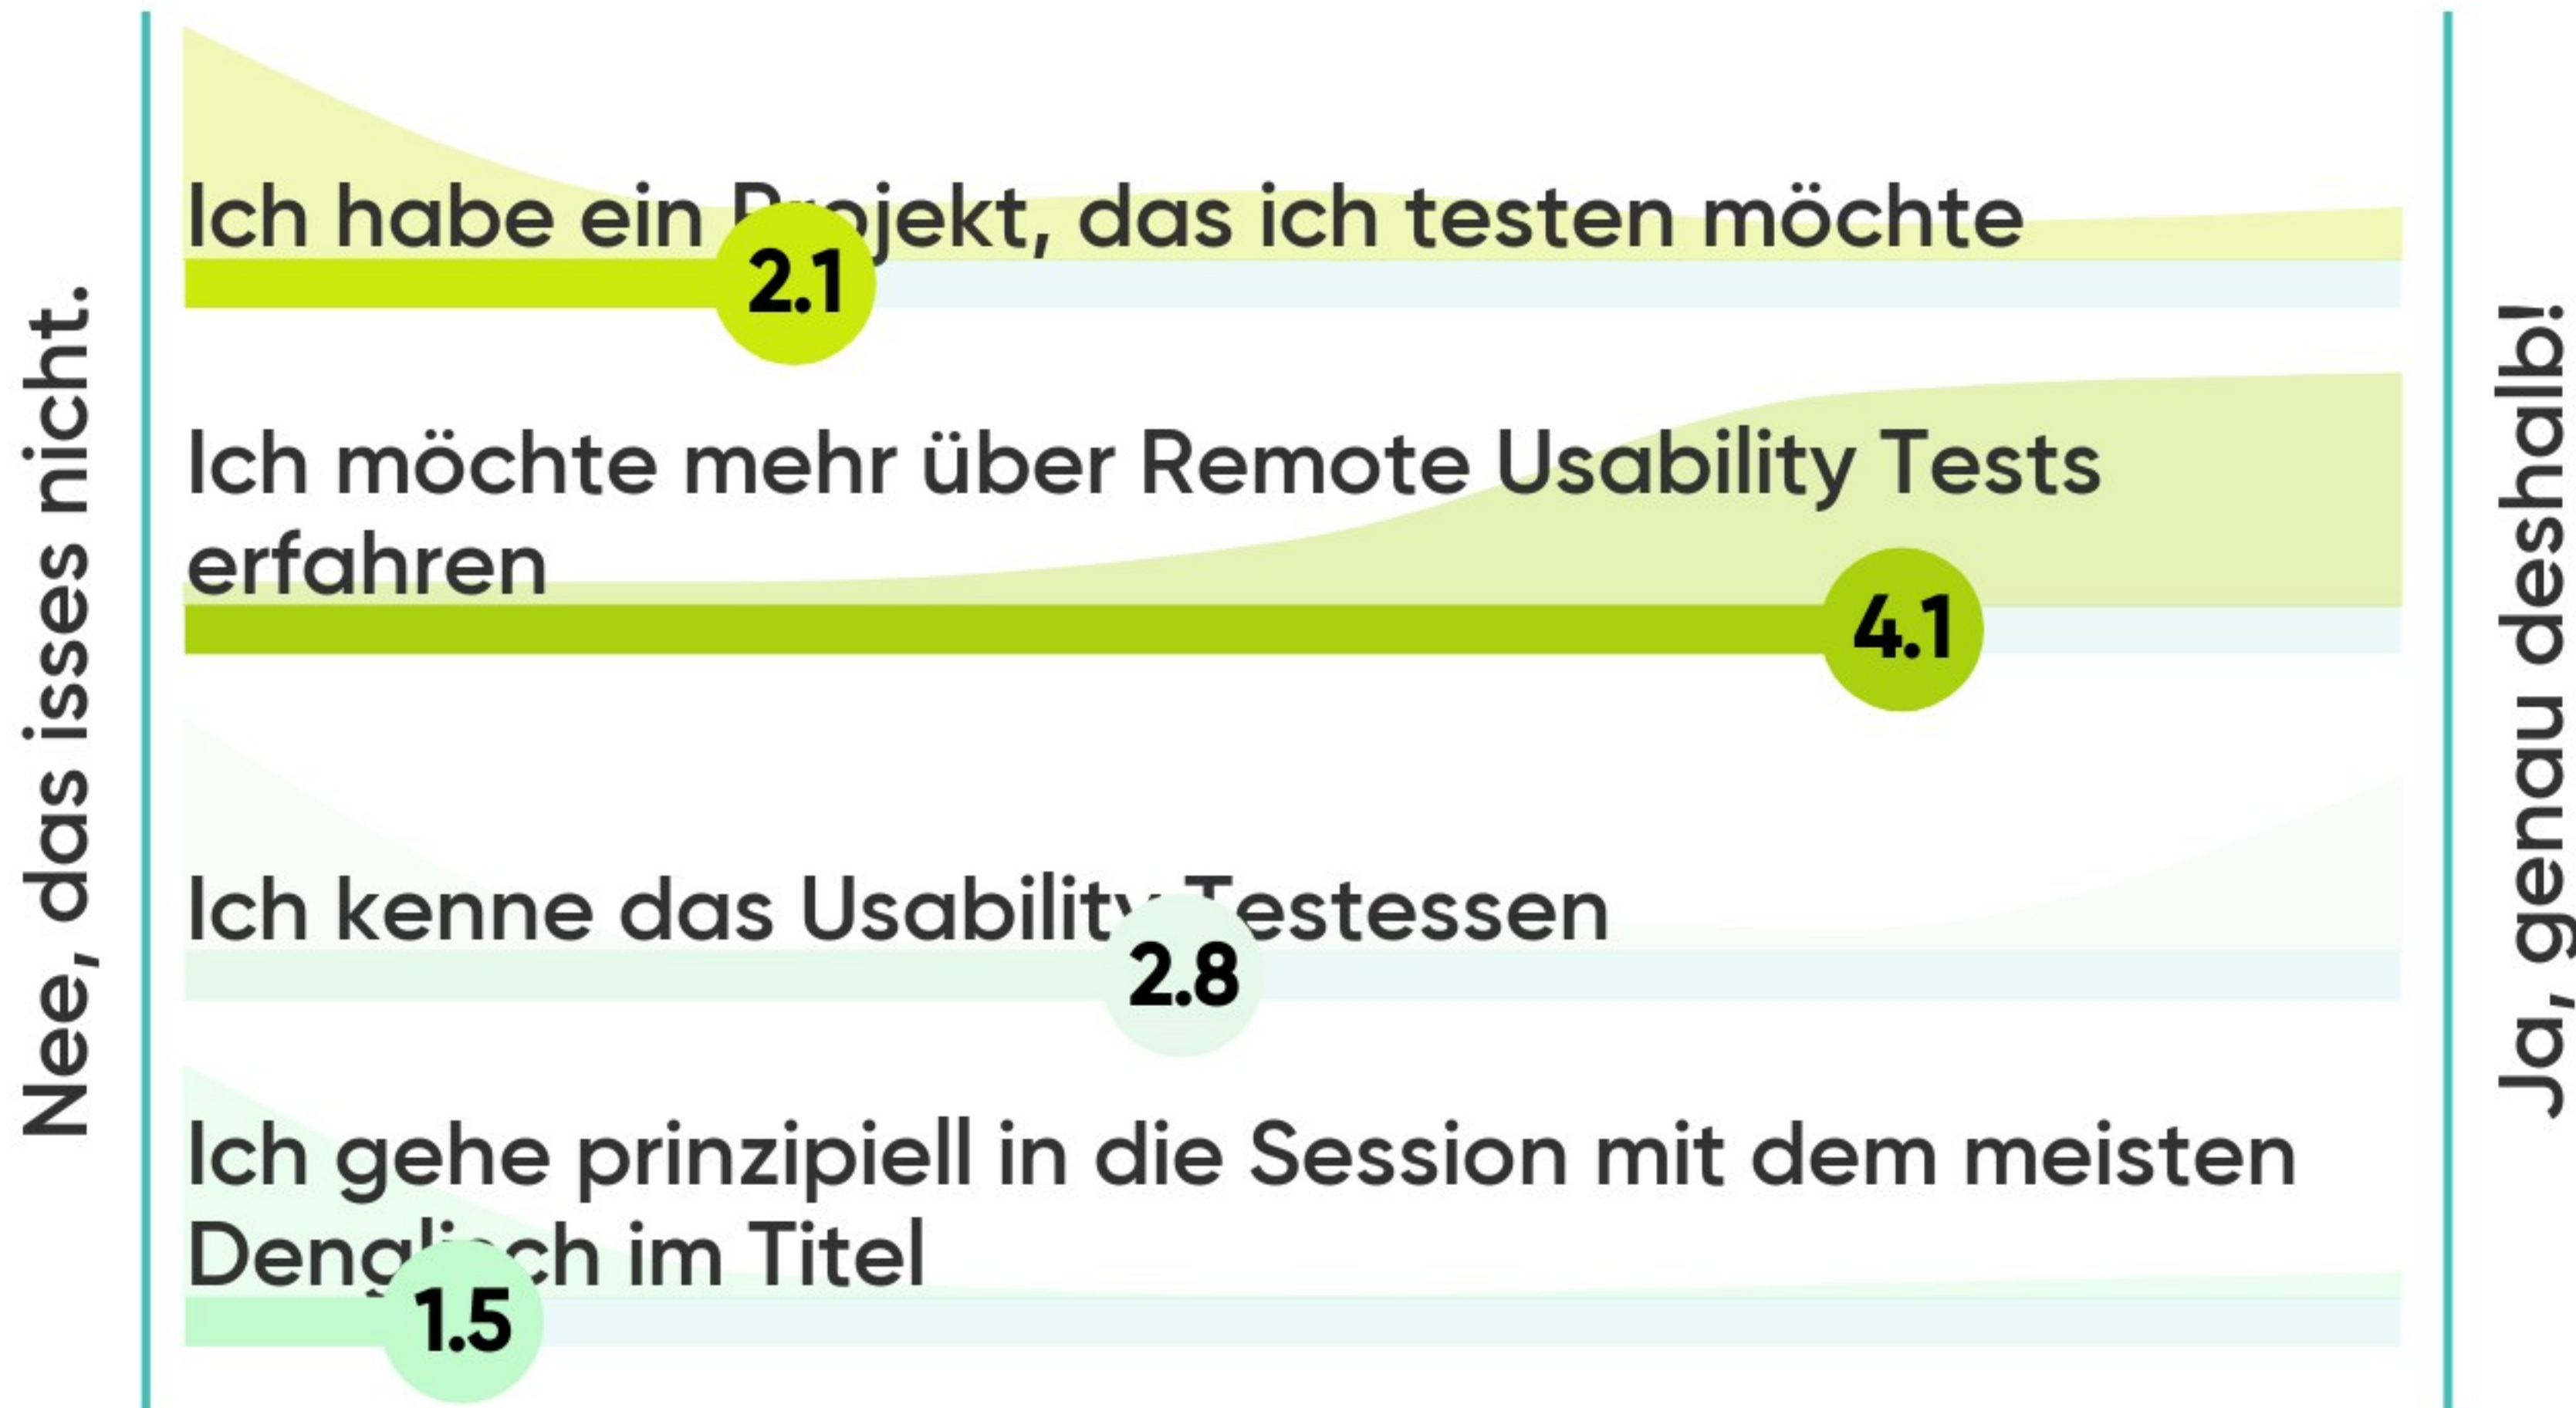 Nee, das isses nicht.
Ich habe ein Projekt, das ich testen möchte
2.1
Ich möchte mehr über Remote Usability Tests
erfahren
4.1
Ich kenne das Usability Testessen
2.8
Ich gehe prinzipiell in die Session mit dem meisten
Denglisch im Titel
1.5
Ja, genau deshalb!